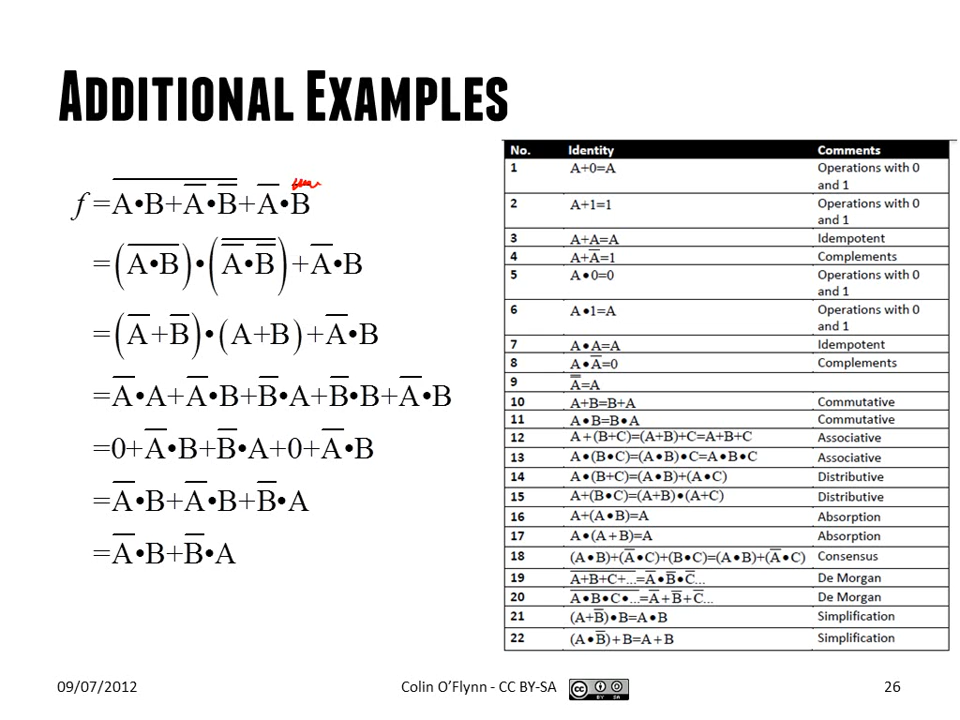 ADDITIONAL EXAMPLES
f = A̅•̅B̅+̅A̿•̅B̿+A̅•B
=(A̅•̅B̅)•(A̿•̅B̿)+A̅•B
=(A̅+B̅)•(A+B)+A̅•B
=A̅•A+A̅•B+B̅•A+B̅•B+A̅•B
=0+A̅•B+B̅•A+0+A̅•B
=A̅•B+A̅•B+B̅•A
=A̅•B+B̅•A
No. Identity Comments
1 A+0=A Operations with 0
and 1
2 A+1=1 Operations with 0
and 1
3 A+A=A Idempotent
4 A+A̅=1 Complements
5 A•0=0 Operations with 0
and 1
6 A•1=A Operations with 0
and 1
7 A•A=A Idempotent
8 A•A̅=0 Complements
9 A̿=A
10 A+B=B+A Commutative
11 A•B=B•A Commutative
12 A+(B+C)=(A+B)+C=A+B+C Associative
13 A•(B•C)=(A•B)•C=A•B•C Associative
14 A•(B+C)=(A•B)+(A•C) Distributive
15 A+(B•C)=(A+B)•(A+C) Distributive
16 A+(A•B)=A Absorption
17 A•(A+B)=A Absorption
18 (A•B)+(A̅•C)+(B•C)=(A•B)+(A̅•C) Consensus
19 A̅+̅B̅+̅C̅+̅.̅.̅.̅=A̅•B̅•C̅... De Morgan
20 A̅•̅B̅•̅C̅•̅.̅.̅.̅=A̅+B̅+C̅... De Morgan
21 (A+B̅)•B=A•B Simplification
22 (A•B̅)+B=A+B Simplification
09/07/2012 Colin O’Flynn - CC BY-SA cc BY SA 26